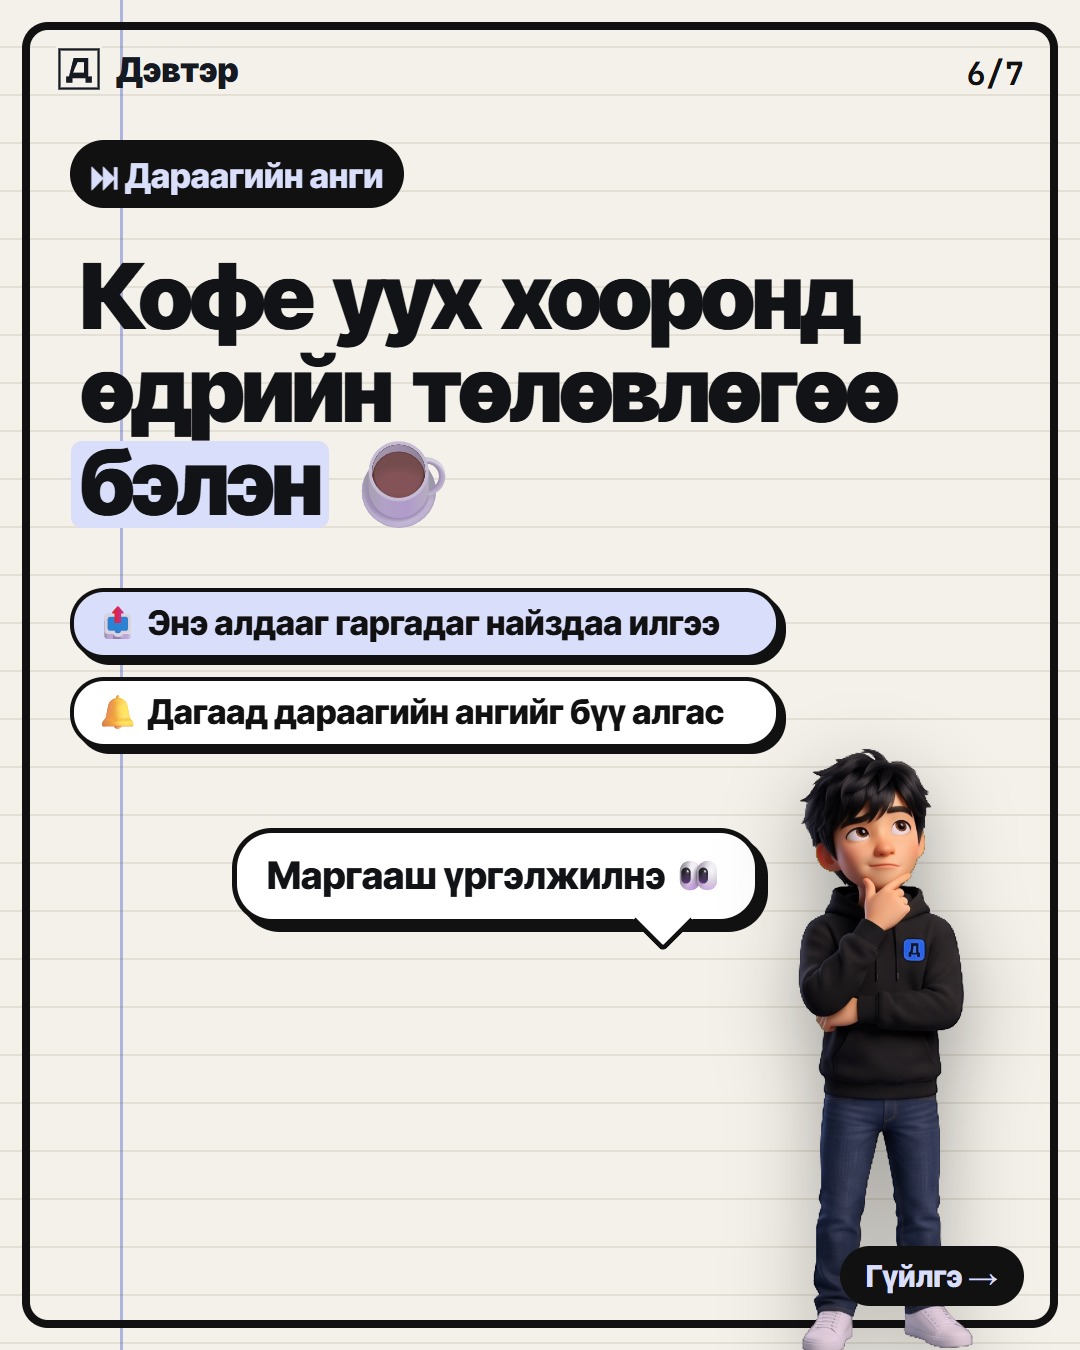 Д Дэвтэр
6/7
⏭ Дараагийн анги
Кофе уух хооронд
өдрийн төлөвлөгөө
бэлэн
Энэ алдааг гаргадаг найздаа илгээ
Дагаад дараагийн ангийг бүү алгас
Маргааш үргэлжилнэ 👀
Д
Гүйлгэ →